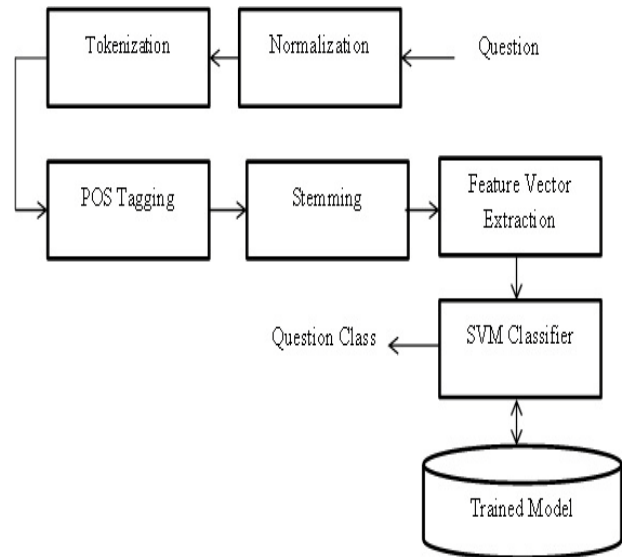 Tokenization
Normalization
Question
POS Tagging
Stemming
Feature Vector
Extraction
Question Class
SVM Classifier
Trained Model